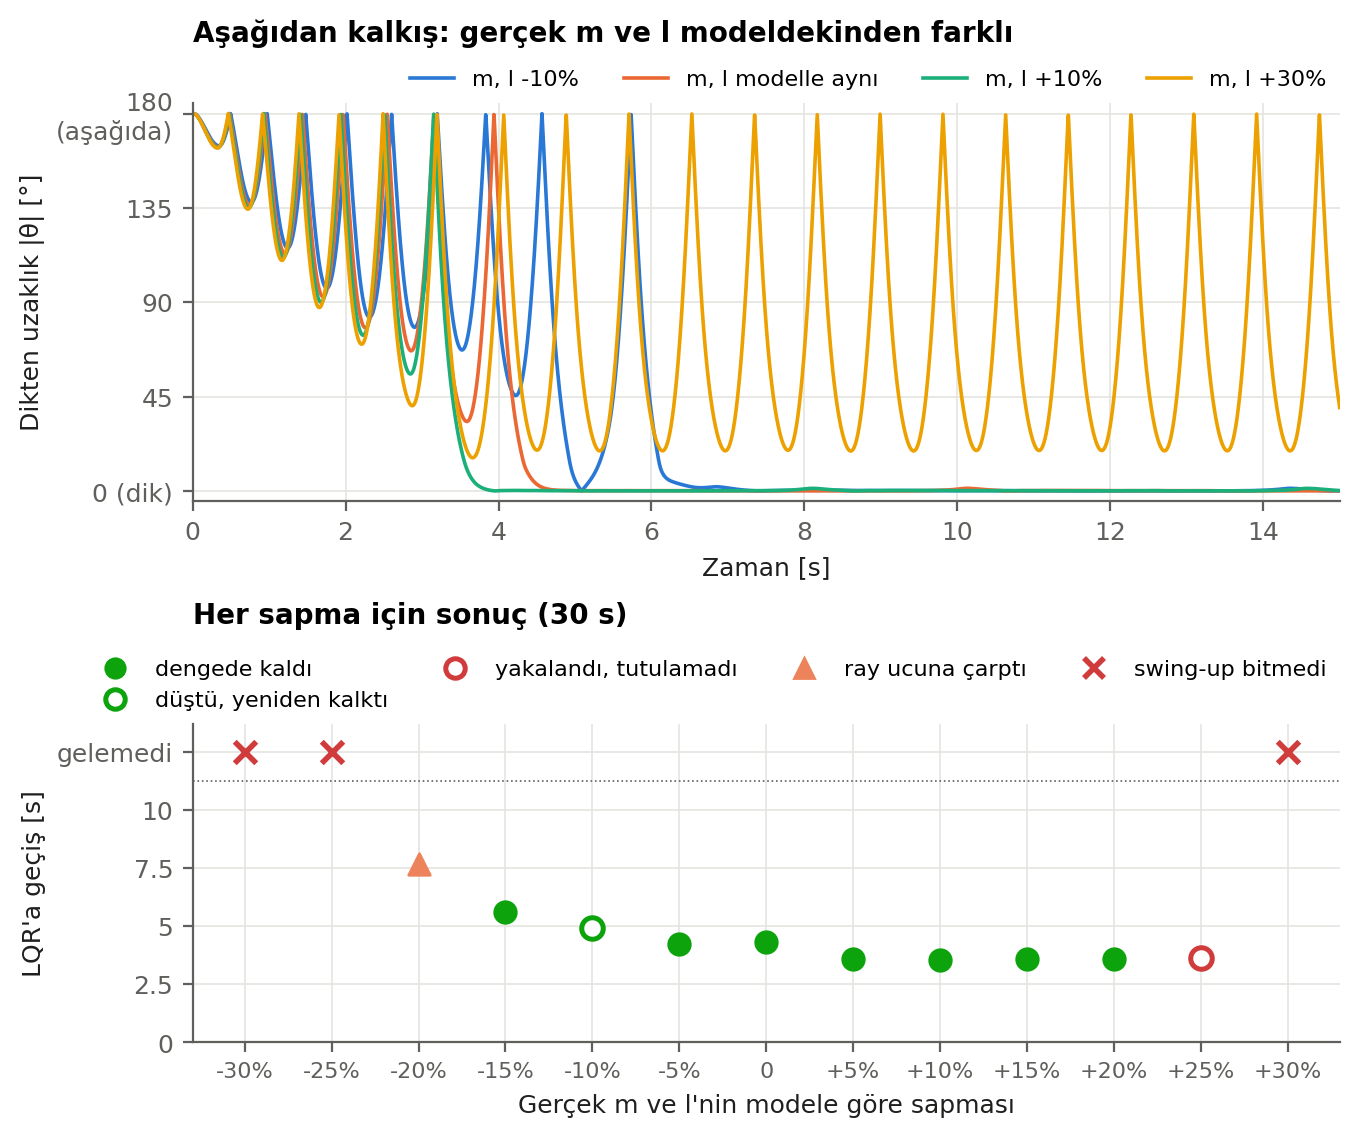 Aşağıdan kalkış: gerçek m ve l modeldekinden farklı
m, l -10%
m, l modelle aynı
m, l +10%
m, l +30%
Dikten uzaklık |θ| [°]
180
(aşağıda)
135
90
45
0 (dik)
0 2 4 6 8 10 12 14
Zaman [s]
Her sapma için sonuç (30 s)
dengede kaldı
yakalandı, tutulamadı
ray ucuna çarptı
swing-up bitmedi
düştü, yeniden kalktı
LQR'a geçiş [s]
gelemedi
10
7.5
5
2.5
0
-30% -25% -20% -15% -10% -5% 0 +5% +10% +15% +20% +25% +30%
Gerçek m ve l'nin modele göre sapması